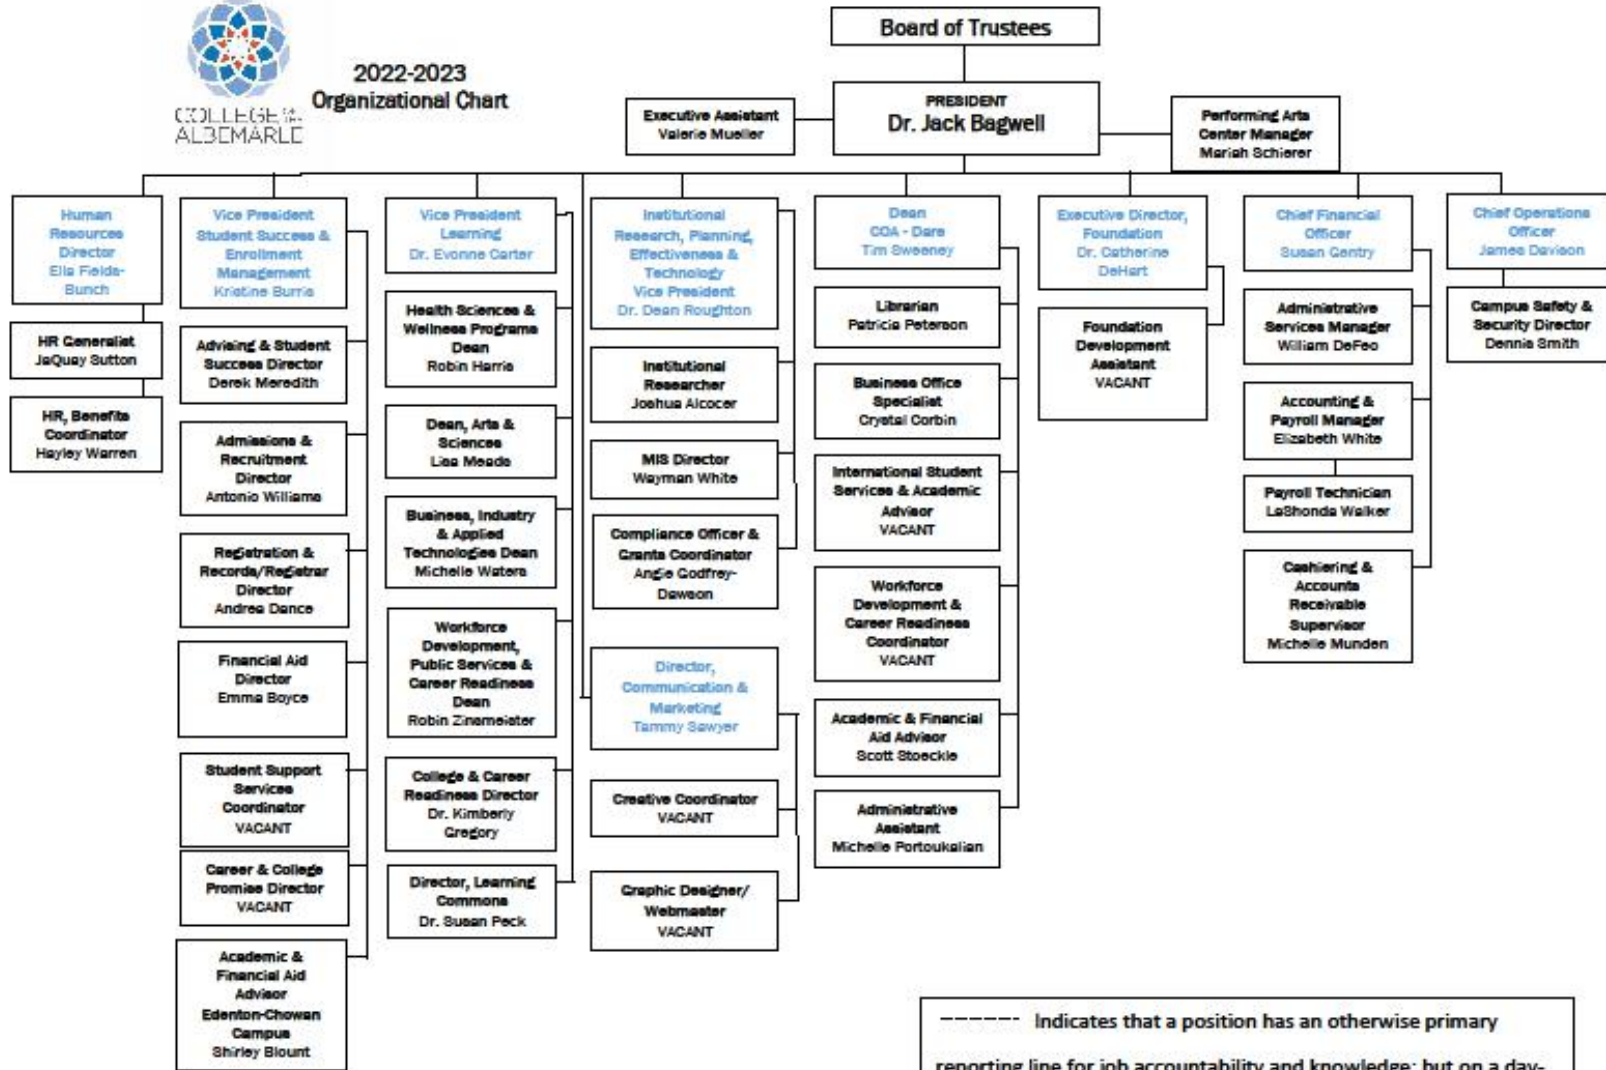 COLLEGE OF THE
ALBEMARLE
2022-2023
Organizational Chart
Board of Trustees
PRESIDENT
Dr. Jack Bagwell
Executive Assistant
Valerie Mueller
Performing Arts
Center Manager
Mariah Schierer
Human
Resources
Director
Ella Fields-
Bunch
HR Generalist
JaQuay Sutton
HR, Benefits
Coordinator
Hayley Warren
Vice President
Student Success &
Enrollment
Management
Kristine Burris
Advising & Student
Success Director
Derek Meredith
Admissions &
Recruitment
Director
Antonio Williams
Registration &
Records/Registrar
Director
Andrea Dance
Financial Aid
Director
Emma Boyce
Student Support
Services
Coordinator
VACANT
Career & College
Promise Director
VACANT
Academic &
Financial Aid
Advisor
Edenton-Chowan
Campus
Shirley Blount
Vice President
Learning
Dr. Evonne Carter
Health Sciences &
Wellness Programs
Dean
Robin Harris
Dean, Arts &
Sciences
Lisa Meads
Business, Industry
& Applied
Technologies Dean
Michelle Waters
Workforce
Development,
Public Services &
Career Readiness
Dean
Robin Zinsmeister
College & Career
Readiness Director
Dr. Kimberly
Gregory
Director, Learning
Commons
Dr. Susan Peck
Institutional
Research, Planning,
Effectiveness &
Technology
Vice President
Dr. Dean Roughton
Institutional
Researcher
Joshua Alcocer
MIS Director
Wayman White
Compliance Officer &
Grants Coordinator
Angie Godfrey-
Dawson
Director,
Communication &
Marketing
Tammy Sawyer
Creative Coordinator
VACANT
Graphic Designer/
Webmaster
VACANT
Dean
COA - Dare
Tim Sweeney
Librarian
Patricia Peterson
Business Office
Specialist
Crystal Corbin
International Student
Services & Academic
Advisor
VACANT
Workforce
Development &
Career Readiness
Coordinator
VACANT
Academic & Financial
Aid Advisor
Scott Stoeckle
Administrative
Assistant
Michelle Portoukalian
Executive Director,
Foundation
Dr. Catherine
DeHart
Foundation
Development
Assistant
VACANT
Chief Financial
Officer
Susan Gentry
Administrative
Services Manager
William DeFeo
Accounting &
Payroll Manager
Elizabeth White
Payroll Technician
LaShonda Walker
Cashiering &
Accounts
Receivable
Supervisor
Michelle Munden
Chief Operations
Officer
James Davison
Campus Safety &
Security Director
Dennis Smith
------- Indicates that a position has an otherwise primary
reporting line for job accountability and knowledge; but on a day-